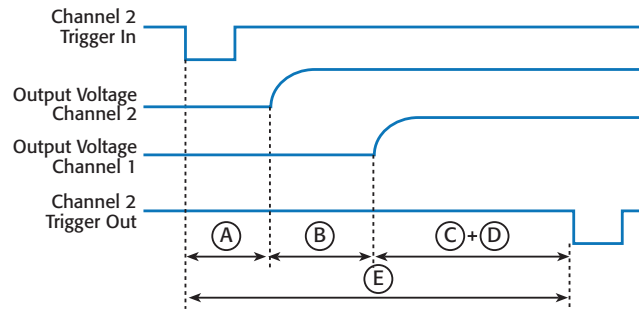 Channel 2
Trigger In
Output Voltage
Channel 2
Output Voltage
Channel 1
Channel 2
Trigger Out
A
B
C + D
E